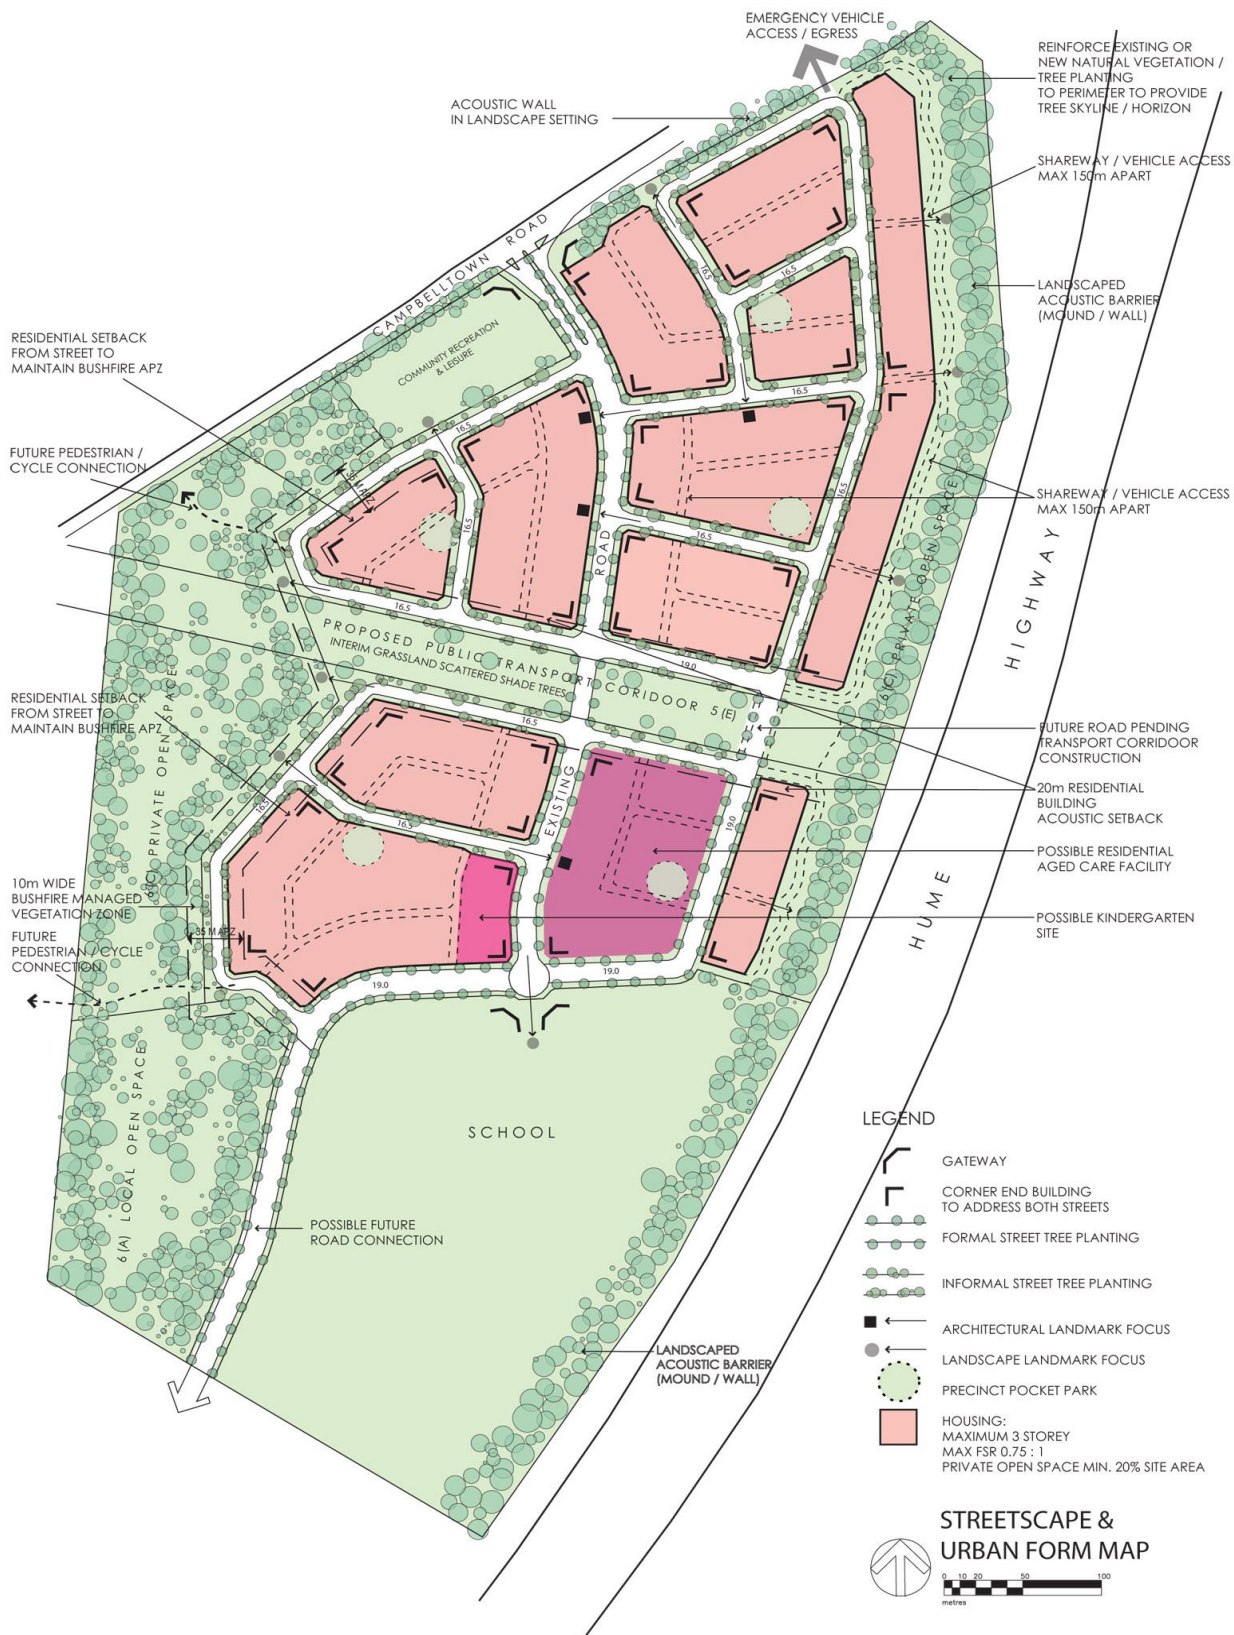 EMERGENCY VEHICLE
ACCESS / EGRESS
REINFORCE EXISTING OR
NEW NATURAL VEGETATION /
TREE PLANTING
TO PERIMETER TO PROVIDE
TREE SKYLINE / HORIZON
ACOUSTIC WALL
IN LANDSCAPE SETTING
SHAREWAY / VEHICLE ACCESS
MAX 150m APART
CAMPBELLTOWN ROAD
16.5
16.5
LANDSCAPED
ACOUSTIC BARRIER
(MOUND / WALL)
RESIDENTIAL SETBACK
FROM STREET TO
MAINTAIN BUSHFIRE APZ
COMMUNITY RECREATION
& LEISURE
16.5
16.5
FUTURE PEDESTRIAN /
CYCLE CONNECTION
35 M APZ
16.5
16.5
16.5
SHAREWAY / VEHICLE ACCESS
MAX 150m APART
ROAD
6(C) PRIVATE OPEN SPACE
HIGHWAY
16.5
PROPOSED PUBLIC TRANSPORT CORIDOOR 5 (E)
INTERIM GRASSLAND SCATTERED SHADE TREES
19.0
RESIDENTIAL SETBACK
FROM STREET TO
MAINTAIN BUSHFIRE APZ
16.5
FUTURE ROAD PENDING
TRANSPORT CORRIDOOR
CONSTRUCTION
6(C) PRIVATE OPEN SPACE
16.5
16.5
EXISTING
19.0
20m RESIDENTIAL
BUILDING
ACOUSTIC SETBACK
POSSIBLE RESIDENTIAL
AGED CARE FACILITY
10m WIDE
BUSHFIRE MANAGED
VEGETATION ZONE
HUME
POSSIBLE KINDERGARTEN
SITE
FUTURE
PEDESTRIAN / CYCLE
CONNECTION
35 M APZ
19.0
19.0
6 (A) LOCAL OPEN SPACE
SCHOOL
POSSIBLE FUTURE
ROAD CONNECTION
LANDSCAPED
ACOUSTIC BARRIER
(MOUND / WALL)
LEGEND
GATEWAY
CORNER END BUILDING
TO ADDRESS BOTH STREETS
FORMAL STREET TREE PLANTING
INFORMAL STREET TREE PLANTING
ARCHITECTURAL LANDMARK FOCUS
LANDSCAPE LANDMARK FOCUS
PRECINCT POCKET PARK
HOUSING:
MAXIMUM 3 STOREY
MAX FSR 0.75 : 1
PRIVATE OPEN SPACE MIN. 20% SITE AREA
STREETSCAPE &
URBAN FORM MAP
0 10 20 50 100
metres